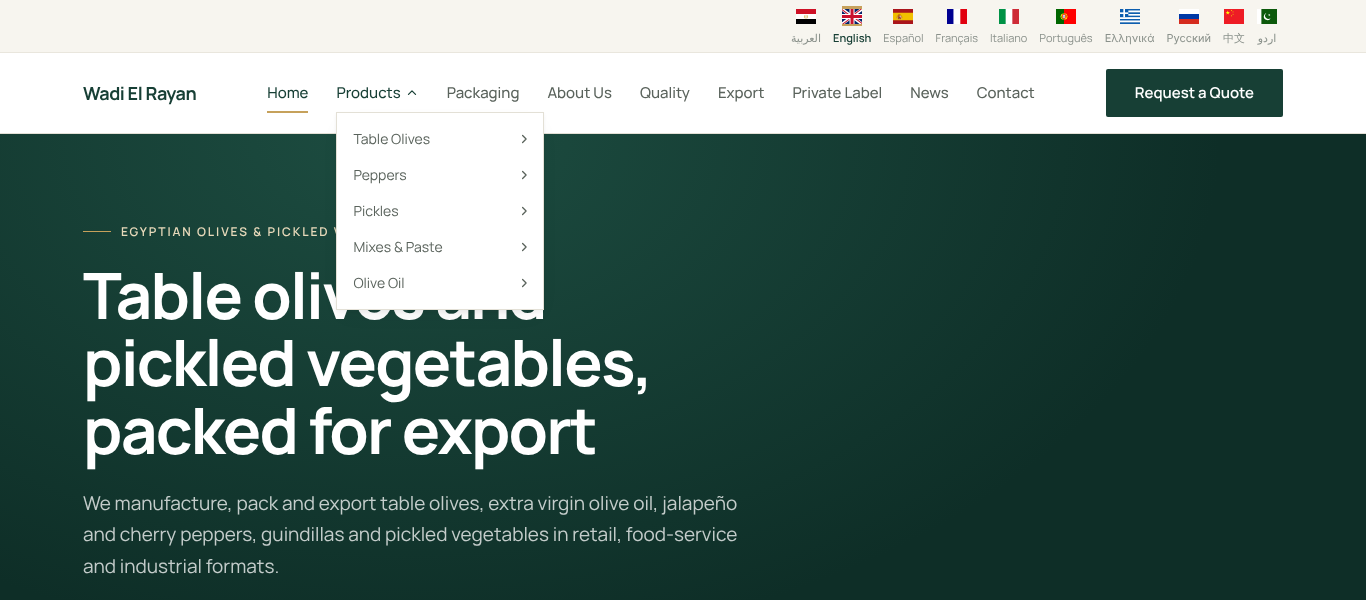 العربية English Español Français Italiano Português Ελληνικά Русский 中文 اردو
Wadi El Rayan Home Products Packaging About Us Quality Export Private Label News Contact Request a Quote
Table Olives
Peppers
Pickles
Mixes & Paste
Olive Oil
EGYPTIAN OLIVES & PICKLED
Table olives and
pickled vegetables,
packed for export
We manufacture, pack and export table olives, extra virgin olive oil, jalapeño
and cherry peppers, guindillas and pickled vegetables in retail, food-service
and industrial formats.